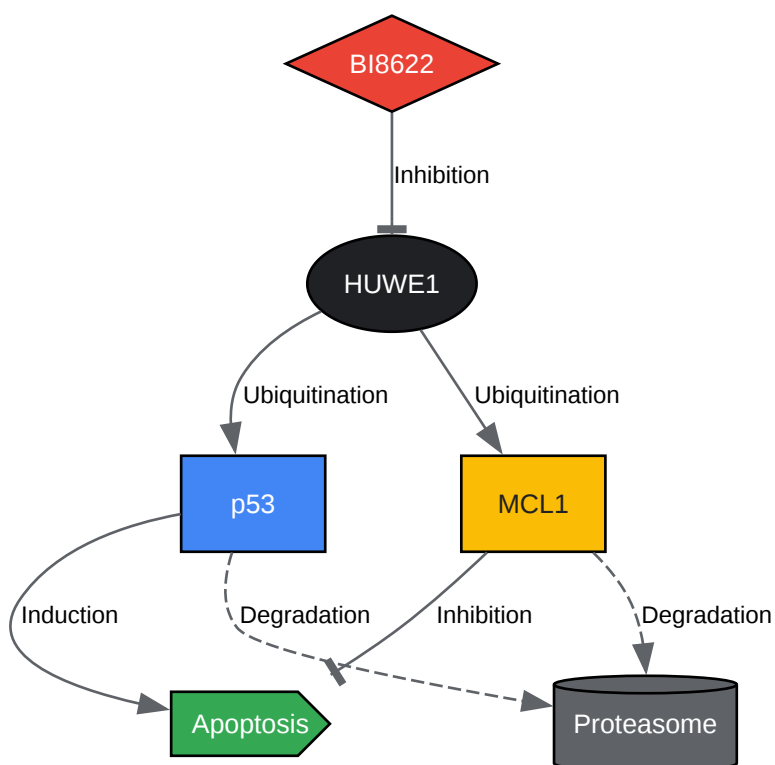 BI8622
Inhibition
HUWE1
Ubiquitination
Ubiquitination
p53
MCL1
Induction
Degradation
Inhibition
Degradation
Apoptosis
Proteasome